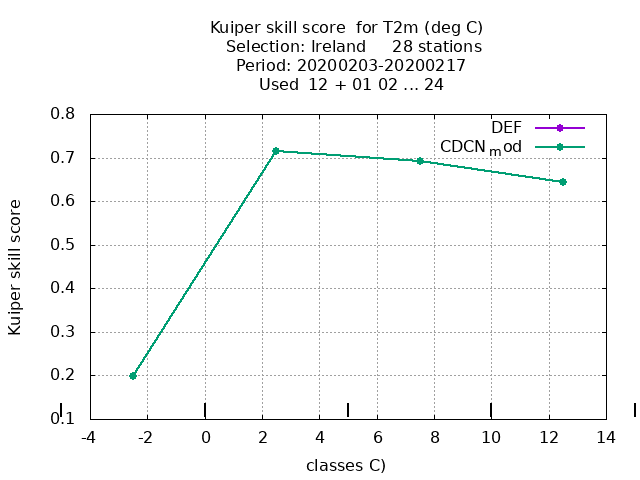 Kuiper skill score  for T2m (deg C)
Selection: Ireland     28 stations
Period: 20200203-20200217
Used  12 + 01 02 ... 24
DEF
CDCN_mod
Kuiper skill score
0.8
0.7
0.6
0.5
0.4
0.3
0.2
0.1
-4 -2 0 2 4 6 8 10 12 14
classes C)